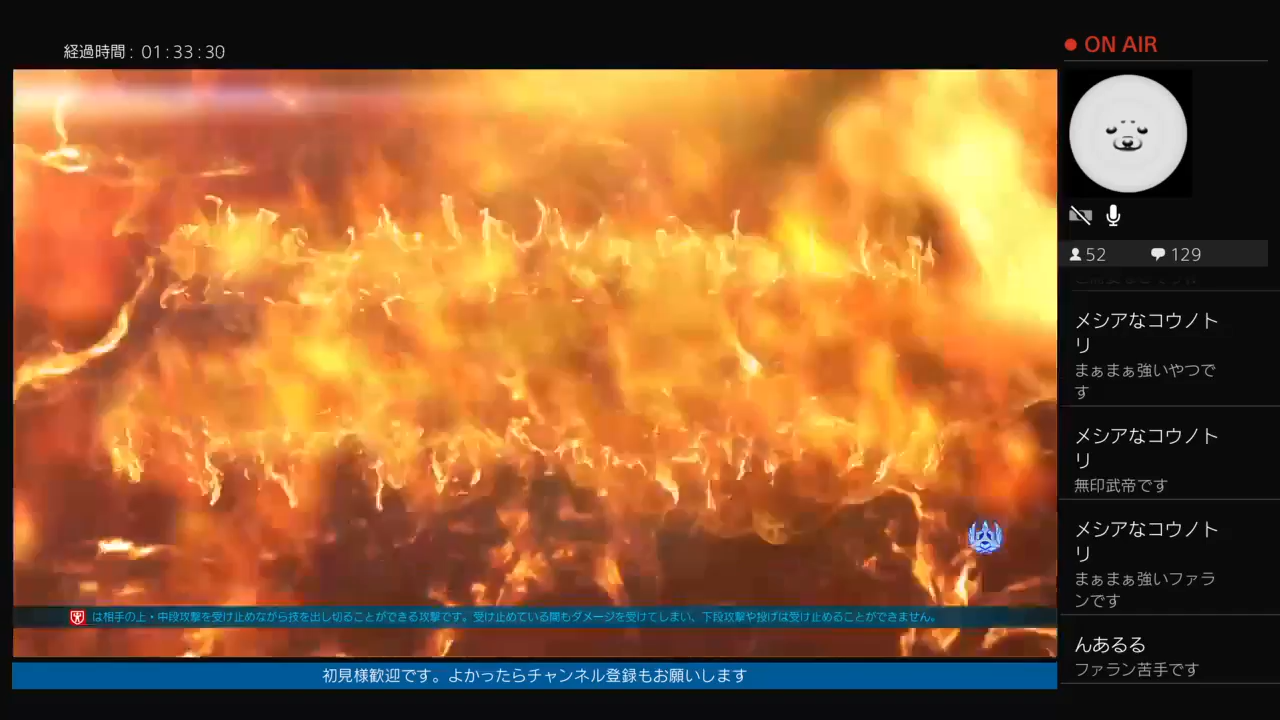 経過時間 : 01:33:30
ON AIR
52
129
メシアなコウノト
リ
まぁまぁ強いやつで
す
メシアなコウノト
リ
無印武帝です
メシアなコウノト
リ
まぁまぁ強いファラ
ンです
んあるる
ファラン苦手です
は相手の上・中段攻撃を受け止めながら技を出し切ることができる攻撃です。受け止めている間もダメージを受けてしまい、下段攻撃や投げは受け止めることができません。
初見様歓迎です。よかったらチャンネル登録もお願いします